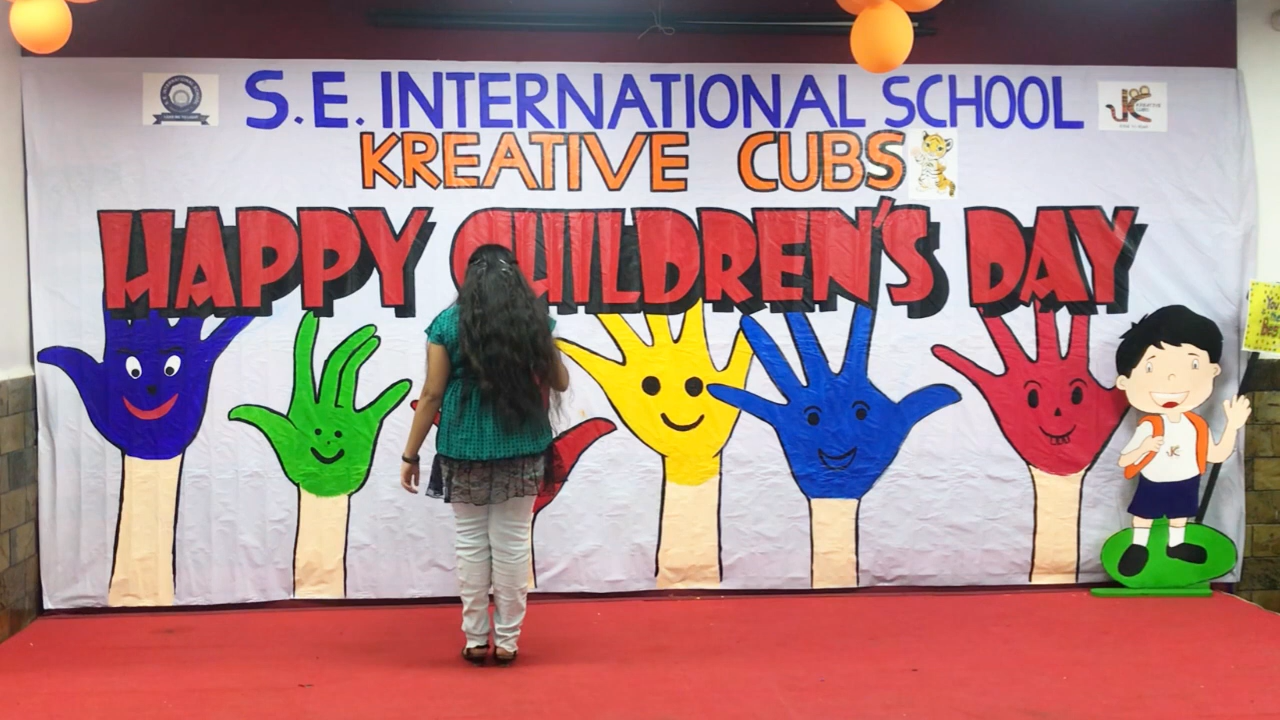 S.E. INTERNATIONAL SCHOOL
KREATIVE CUBS
HAPPY CHILDREN'S DAY